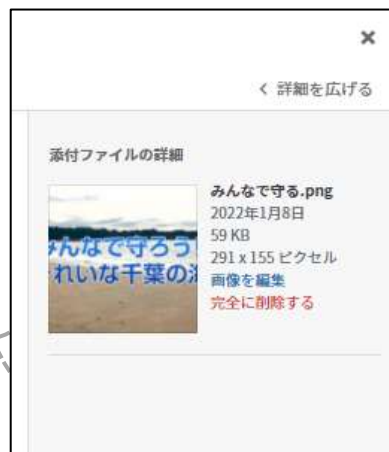 ×
< 詳細を広げる
添付ファイルの詳細
みんなで守る.png
2022年1月8日
59 KB
291 x 155 ピクセル
画像を編集
完全に削除する
んなで守ろう
れいな千葉の